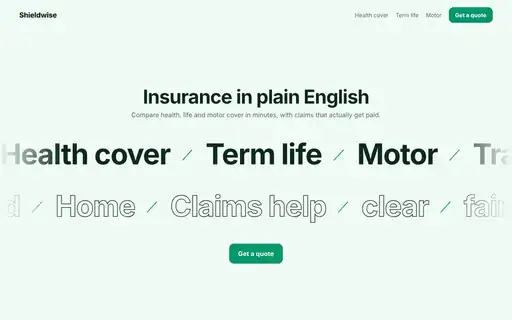 Shieldwise
Health cover Term life Motor Get a quote
Insurance in plain English
Compare health, life and motor cover in minutes, with claims that actually get paid.
Health cover / Term life / Motor /
/ Home / Claims help / clear /
Get a quote